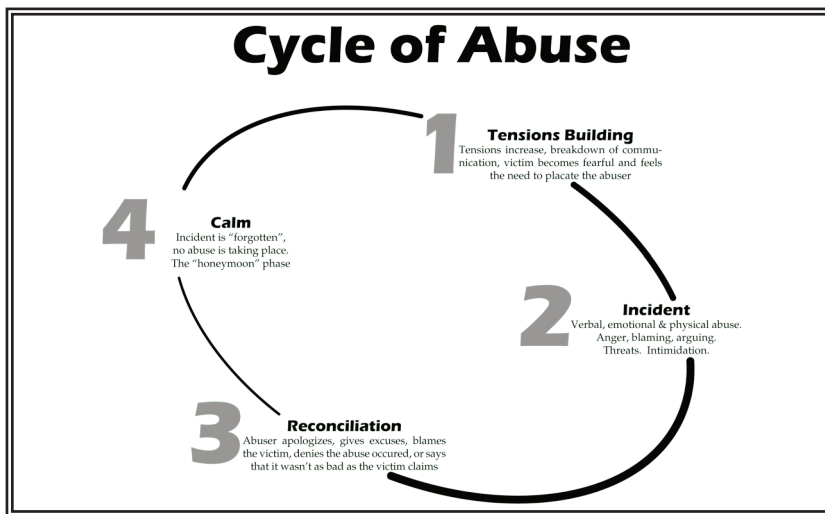 Cycle of Abuse
1
Tensions Building
Tensions increase, breakdown of commu-
nication, victim becomes fearful and feels
the need to placate the abuser
2
Incident
Verbal, emotional & physical abuse.
Anger, blaming, arguing.
Threats. Intimidation.
3
Reconciliation
Abuser apologizes, gives excuses, blames
the victim, denies the abuse occured, or says
that it wasn't as bad as the victim claims
4
Calm
Incident is “forgotten”,
no abuse is taking place.
The “honeymoon” phase